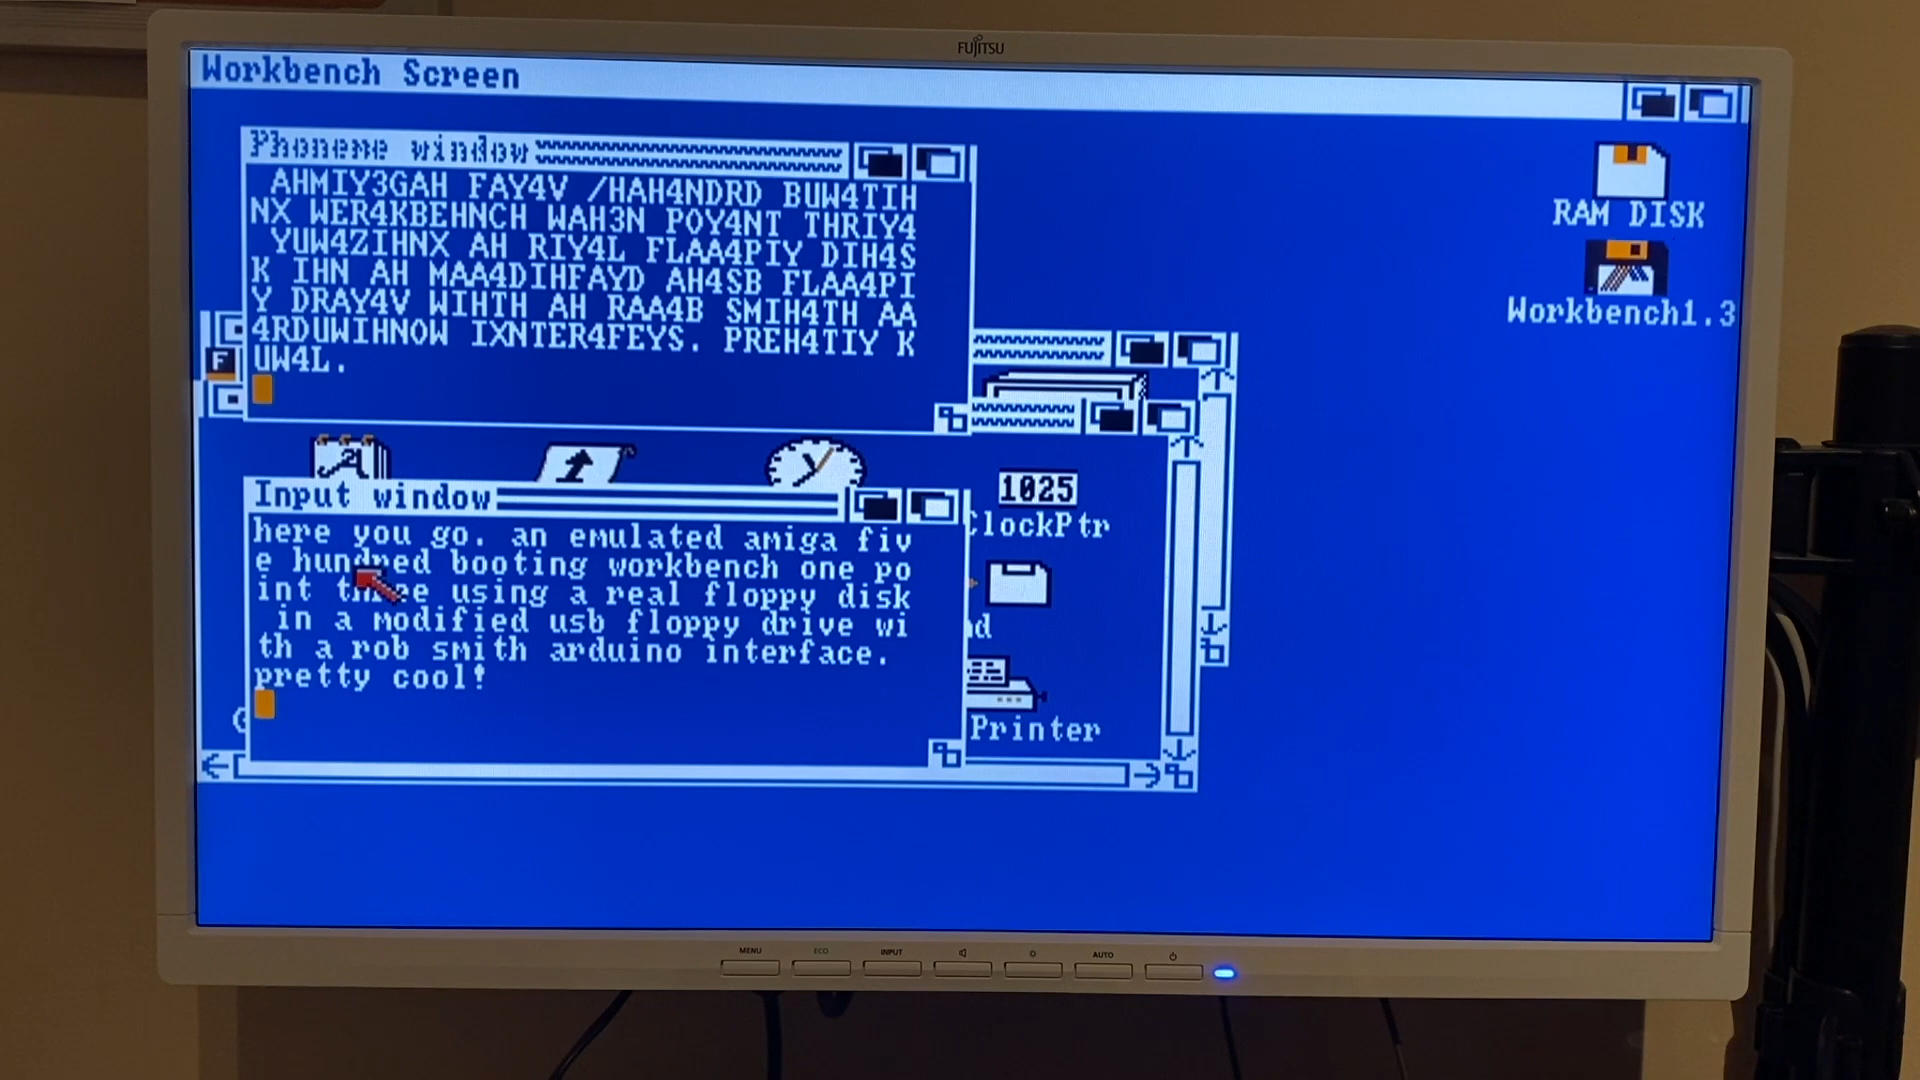 FUJITSU
Workbench Screen
Phoneme window
AHMIY3GAH FAY4V /HAH4NDRD BUW4TIH
NX WER4KBEHNCH WAH3N POY4NT THRIY4
YUW4ZIHNX AH RIY4L FLAA4PIY DIH4S
K IHN AH MAA4DIHFAYD AH4SB FLAA4PI
Y DRAY4V WIHTH AH RAA4B SMIH4TH AA
4RDUWIHNOW IXNTER4FEYS. PREH4TIY K
UW4L.
RAM DISK
Workbench1.3
F
Input window
here you go. an emulated amiga fiv
e hundred booting workbench one po
int three using a real floppy disk
in a modified usb floppy drive wi
th a rob smith arduino interface.
pretty cool!
1025
ClockPtr
Printer
MENU
ECO
INPUT
AUTO